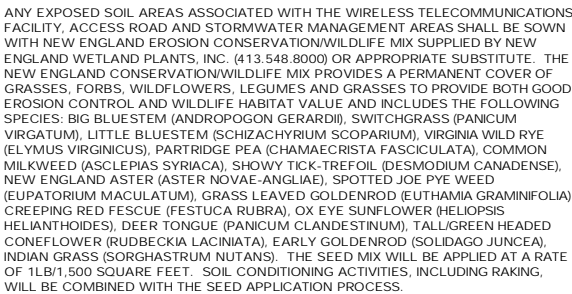 ANY EXPOSED SOIL AREAS ASSOCIATED WITH THE WIRELESS TELECOMMUNICATIONS
FACILITY, ACCESS ROAD AND STORMWATER MANAGEMENT AREAS SHALL BE SOWN
WITH NEW ENGLAND EROSION CONSERVATION/WILDLIFE MIX SUPPLIED BY NEW
ENGLAND WETLAND PLANTS, INC. (413.548.8000) OR APPROPRIATE SUBSTITUTE. THE
NEW ENGLAND CONSERVATION/WILDLIFE MIX PROVIDES A PERMANENT COVER OF
GRASSES, FORBS, WILDFLOWERS, LEGUMES AND GRASSES TO PROVIDE BOTH GOOD
EROSION CONTROL AND WILDLIFE HABITAT VALUE AND INCLUDES THE FOLLOWING
SPECIES: BIG BLUESTEM (ANDROPOGON GERARDII), SWITCHGRASS (PANICUM
VIRGATUM), LITTLE BLUESTEM (SCHIZACHYRIUM SCOPARIUM), VIRGINIA WILD RYE
(ELYMUS VIRGINICUS), PARTRIDGE PEA (CHAMAECRISTA FASCICULATA), COMMON
MILKWEED (ASCLEPIAS SYRIACA), SHOWY TICK-TREFOIL (DESMODIUM CANADENSE),
NEW ENGLAND ASTER (ASTER NOVAE-ANGLIAE), SPOTTED JOE PYE WEED
(EUPATORIUM MACULATUM), GRASS LEAVED GOLDENROD (EUTHAMIA GRAMINIFOLIA)
CREEPING RED FESCUE (FESTUCA RUBRA), OX EYE SUNFLOWER (HELIOPSIS
HELIANTHOIDES), DEER TONGUE (PANICUM CLANDESTINUM), TALL/GREEN HEADED
CONEFLOWER (RUDBECKIA LACINIATA), EARLY GOLDENROD (SOLIDAGO JUNCEA),
INDIAN GRASS (SORGHASTRUM NUTANS). THE SEED MIX WILL BE APPLIED AT A RATE
OF 1LB/1,500 SQUARE FEET. SOIL CONDITIONING ACTIVITIES, INCLUDING RAKING,
WILL BE COMBINED WITH THE SEED APPLICATION PROCESS.